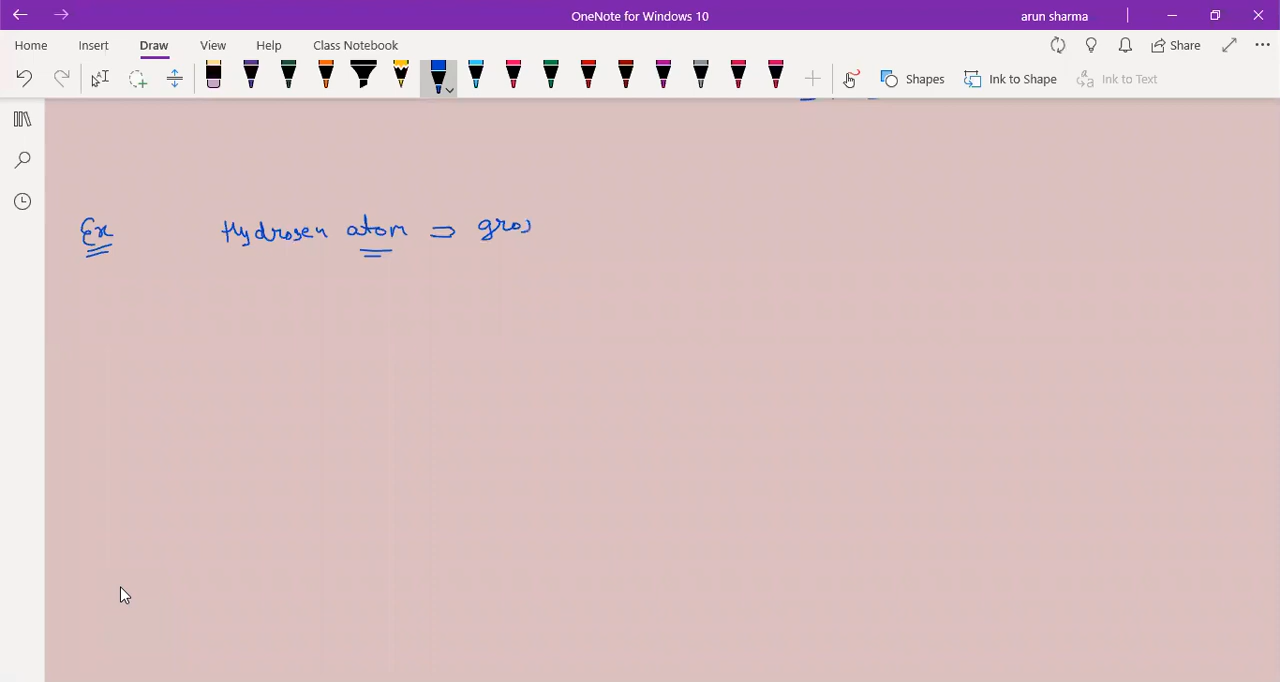 OneNote for Windows 10
arun sharma
Home Insert Draw View Help Class Notebook
Share
Shapes Ink to Shape Ink to Text
Ex Hydrogen atom ⇒ gros